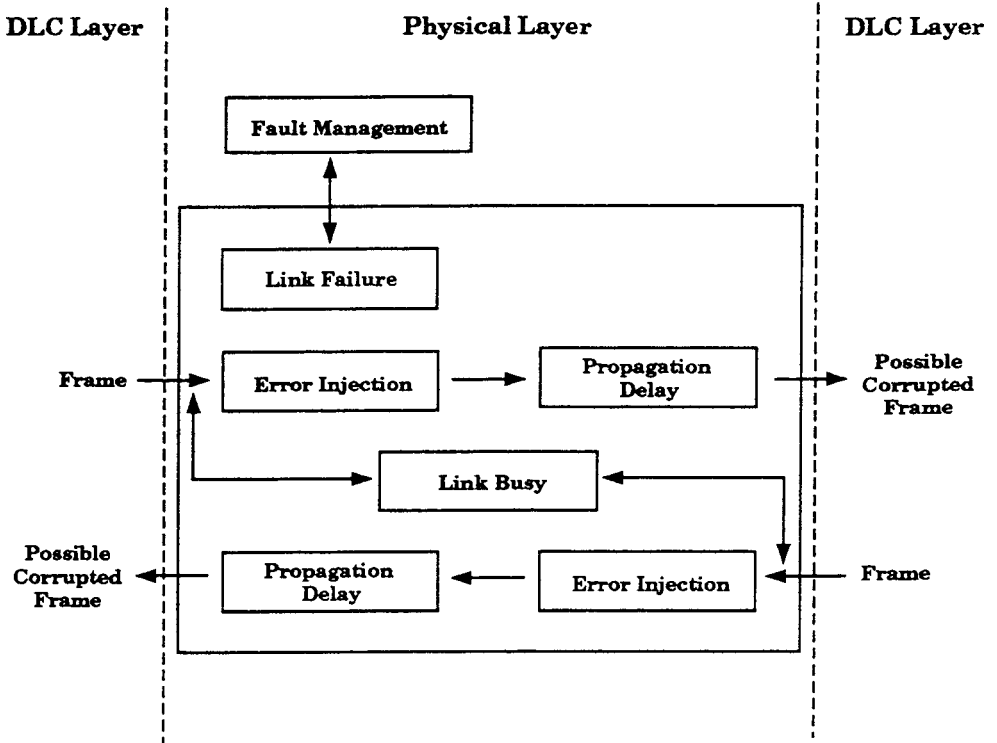 DLC Layer
Physical Layer
DLC Layer
Fault Management
Link Failure
Frame
Error Injection
Propagation
Delay
Possible
Corrupted
Frame
Link Busy
Possible
Corrupted
Frame
Propagation
Delay
Error Injection
Frame